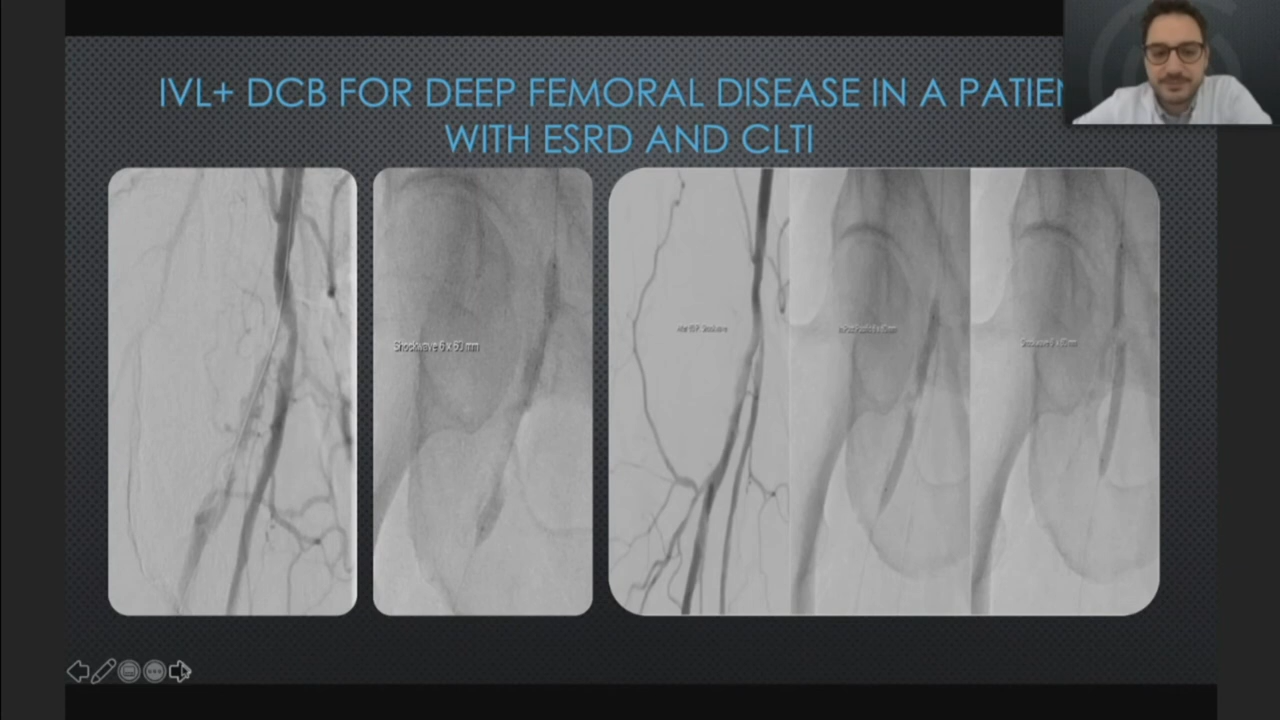 IVL+ DCB FOR DEEP FEMORAL DISEASE IN A PATIEN
WITH ESRD AND CLTI
Shockwave 6 x 60 mm